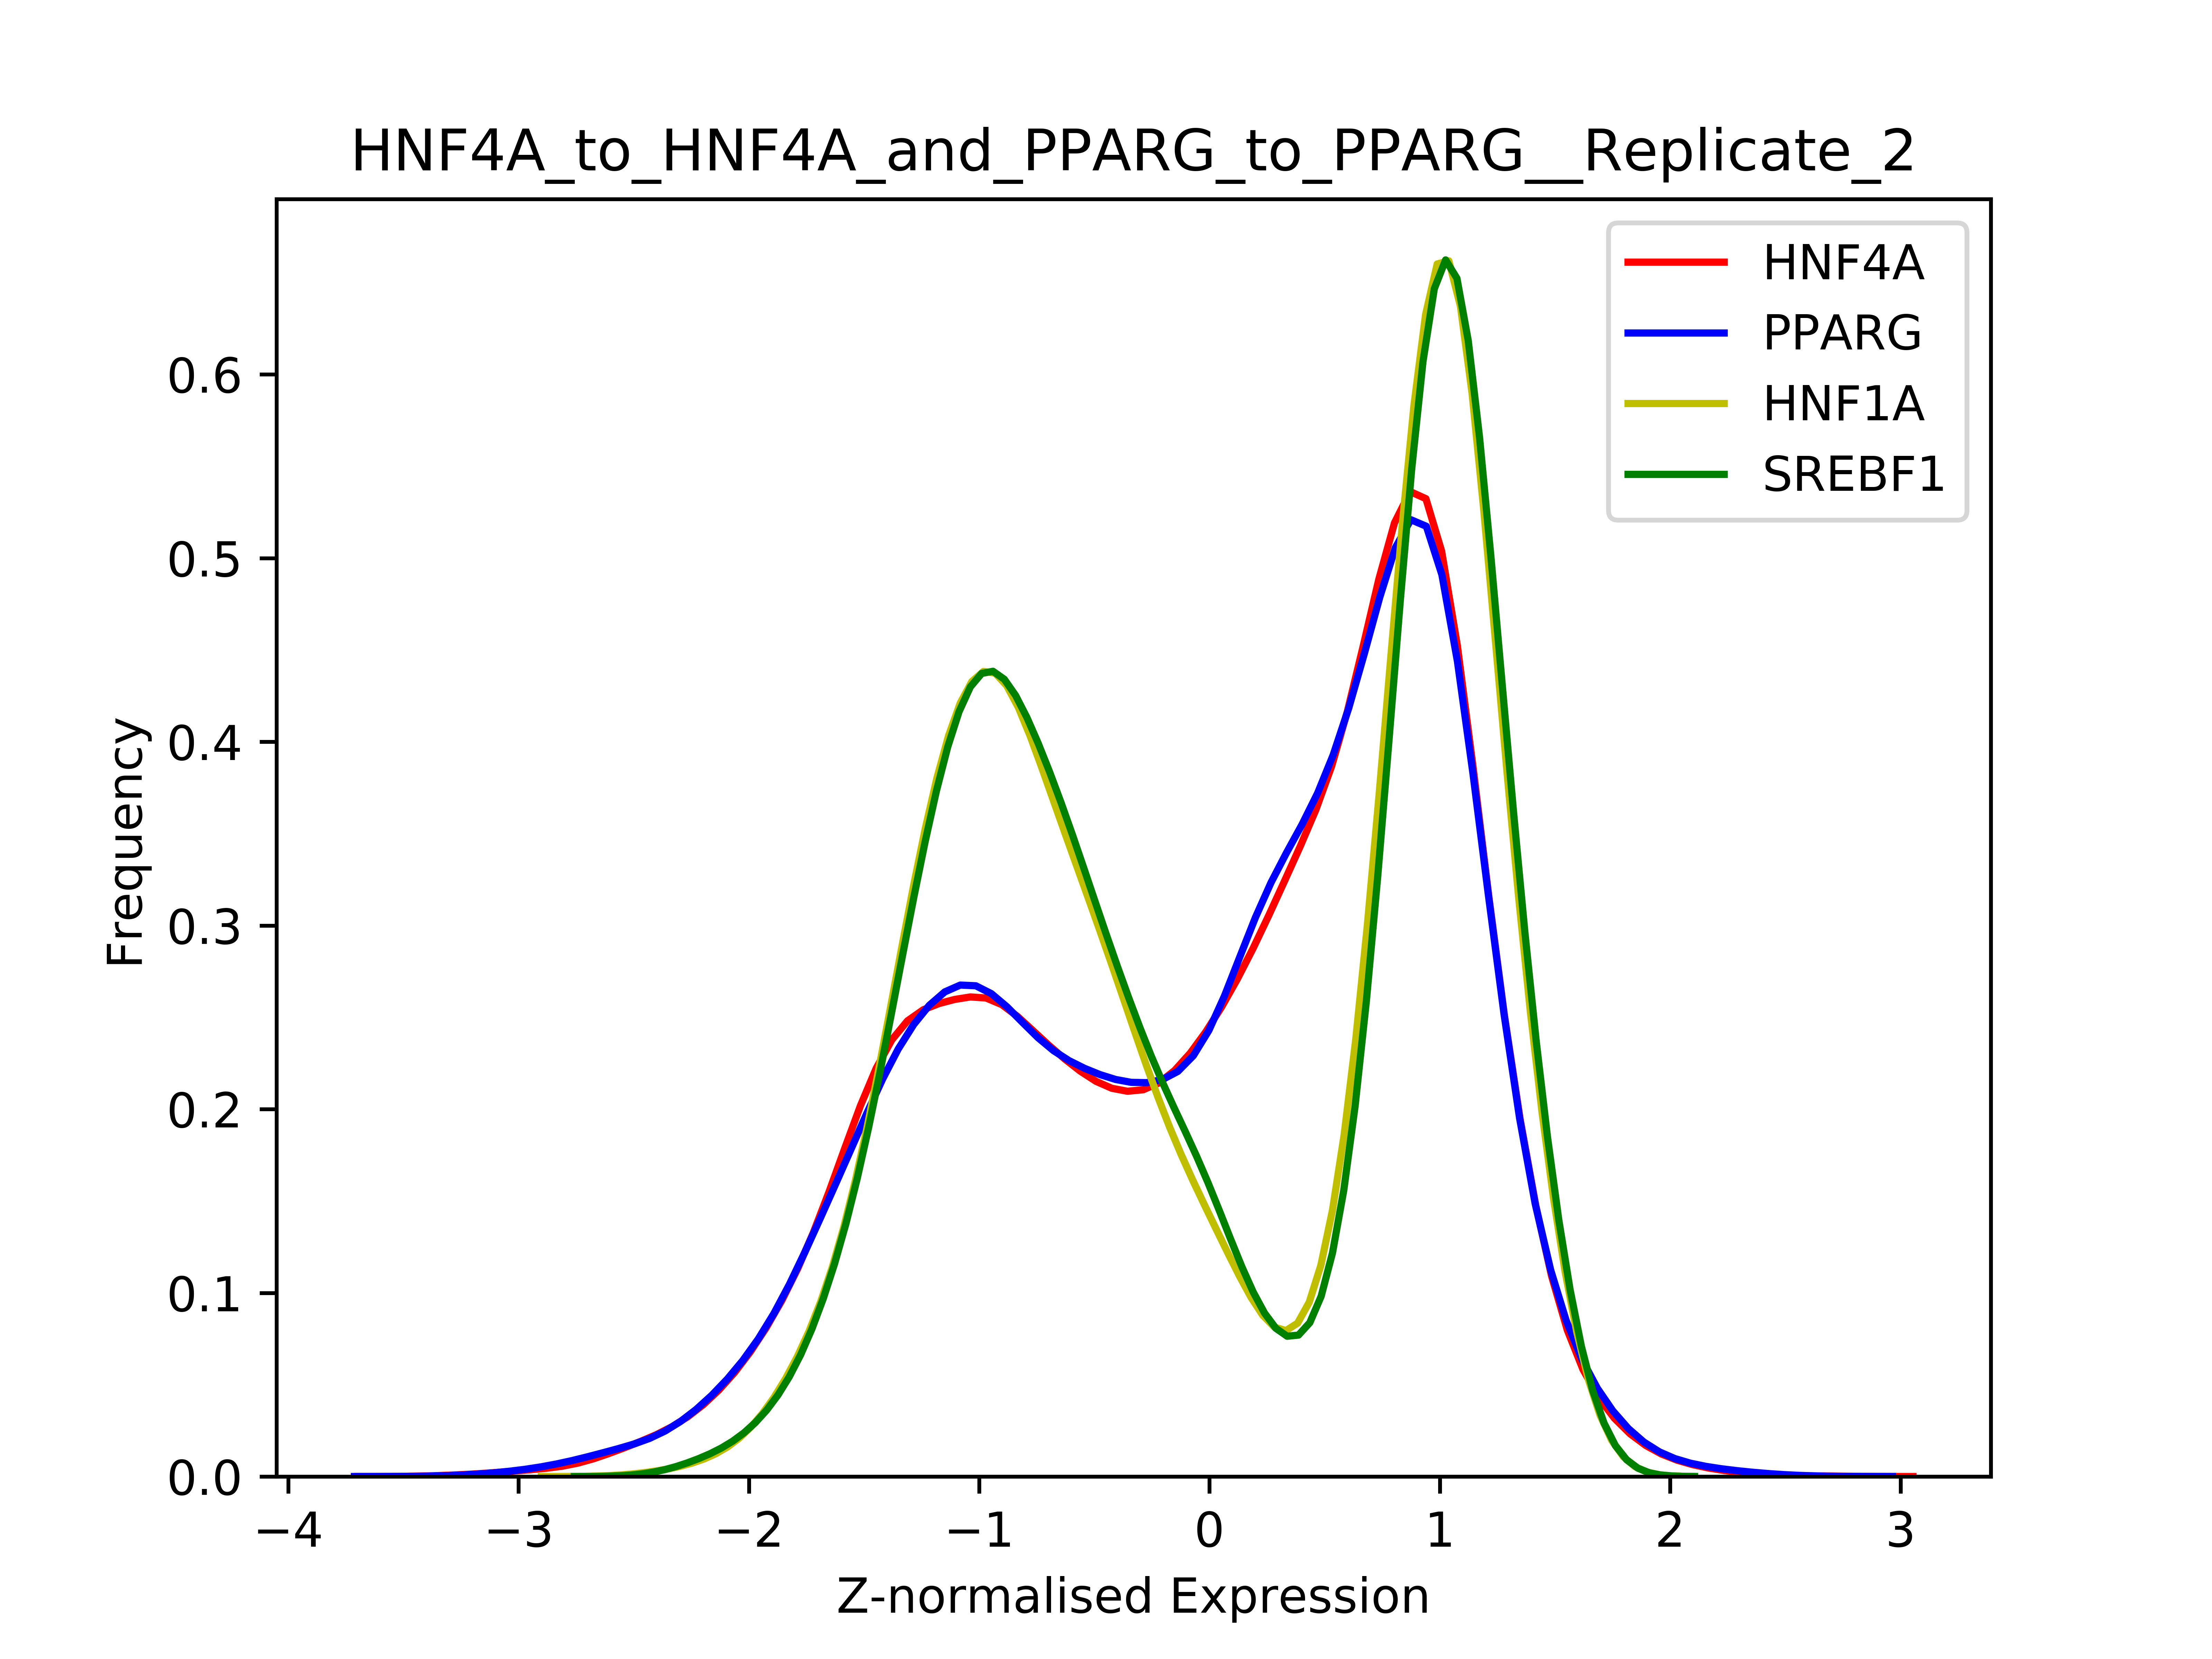 HNF4A_to_HNF4A_and_PPARG_to_PPARG__Replicate_2
HNF4A
PPARG
HNF1A
SREBF1
Frequency
0.6
0.5
0.4
0.3
0.2
0.1
0.0
−4 −3 −2 −1 0 1 2 3
Z-normalised Expression